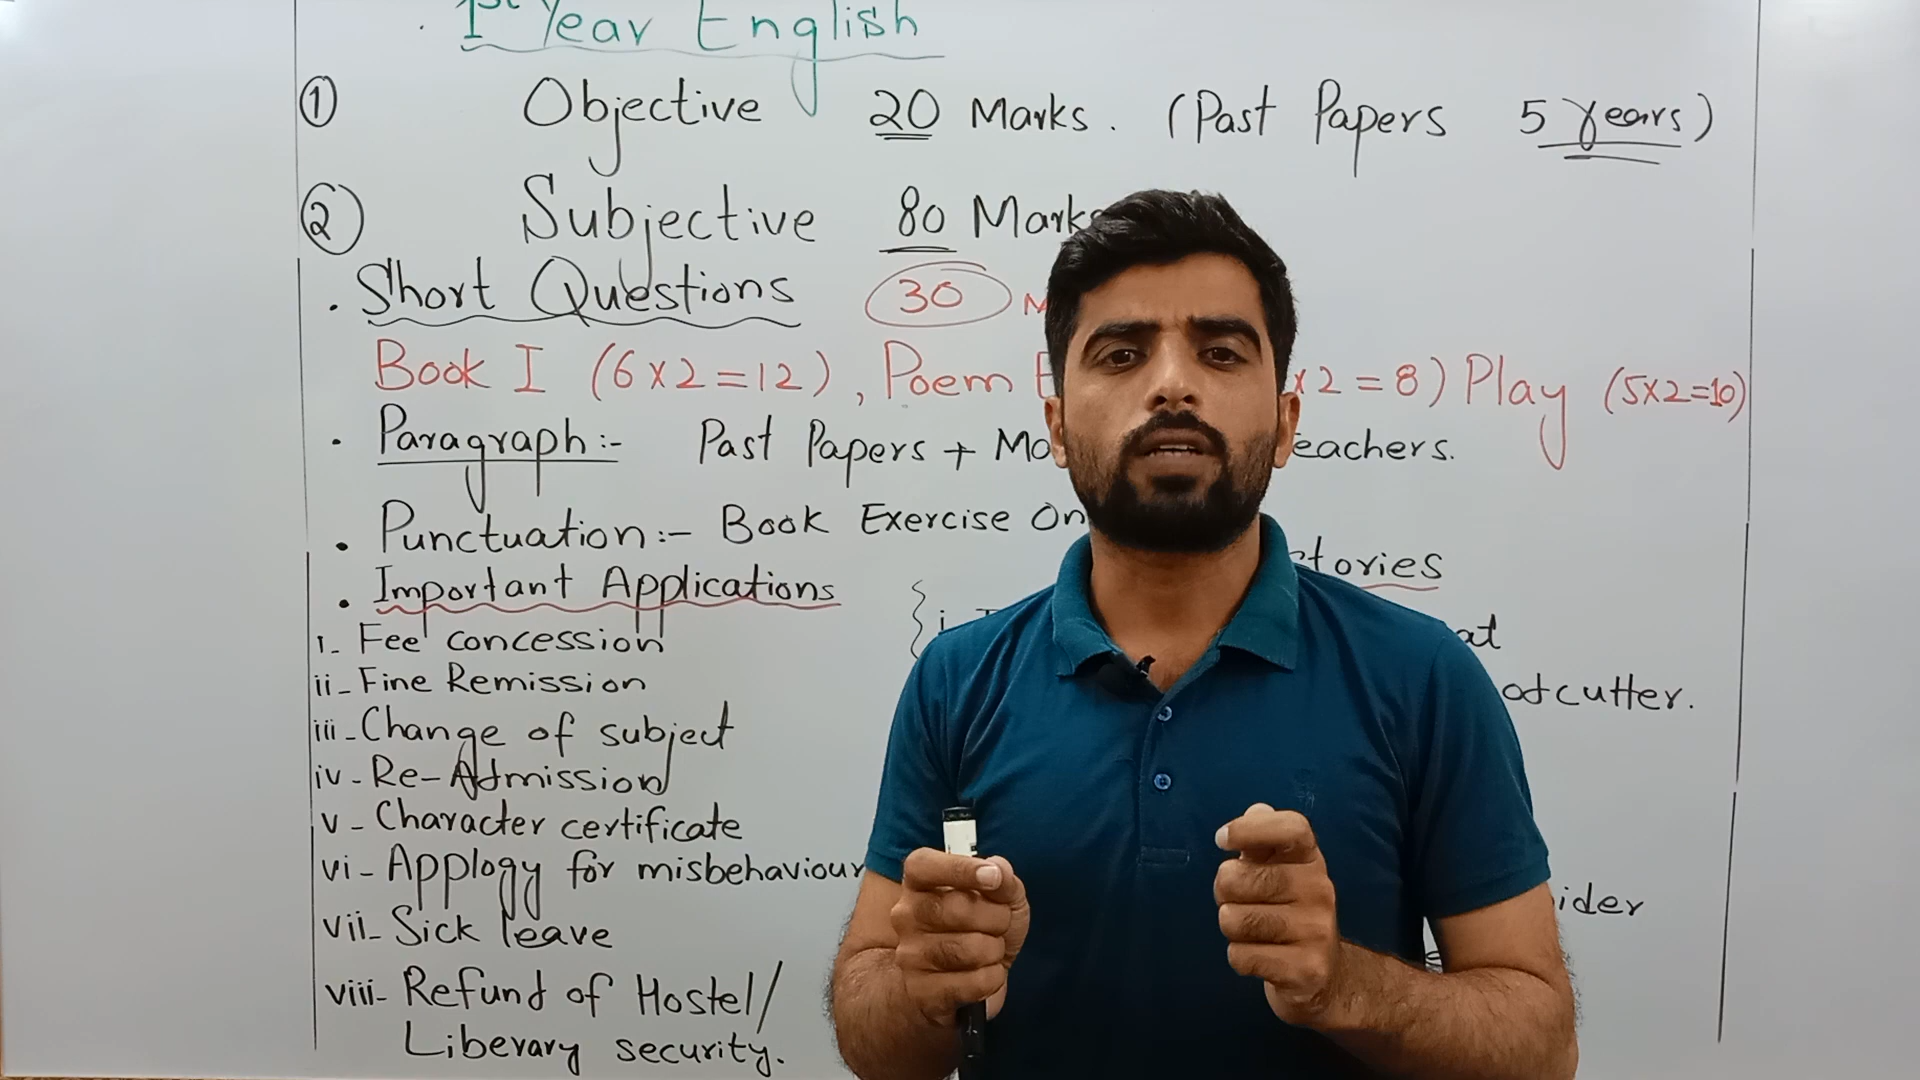 1st Year English
① Objective 20 Marks. (Past Papers 5 Years)
② Subjective 80 Marks
. Short Questions 30
Book I (6x2=12), Poem x2=8) Play (5x2=10)
. Paragraph:- Past Papers + Mo eachers.
. Punctuation:- Book Exercise On
. Important Applications tories
i- Fee concession { i. at
ii- Fine Remission odcutter.
iii- Change of subject
iv- Re-Admission
v- Character certificate
vi- Applogy for misbehaviour ider
vii- Sick leave
viii- Refund of Hostel/
Liberary security.